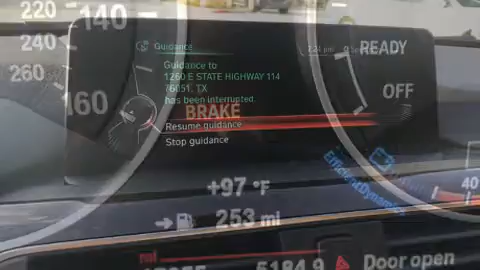 220
140
240
260
160
Guidance
Guidance to
1260 E STATE HIGHWAY 114
76051, TX
has been interrupted.
BRAKE
Resume guidance
Stop guidance
READY
OFF
EfficientDynamics
+97 °F
253 mi
40
5184.9
Door open